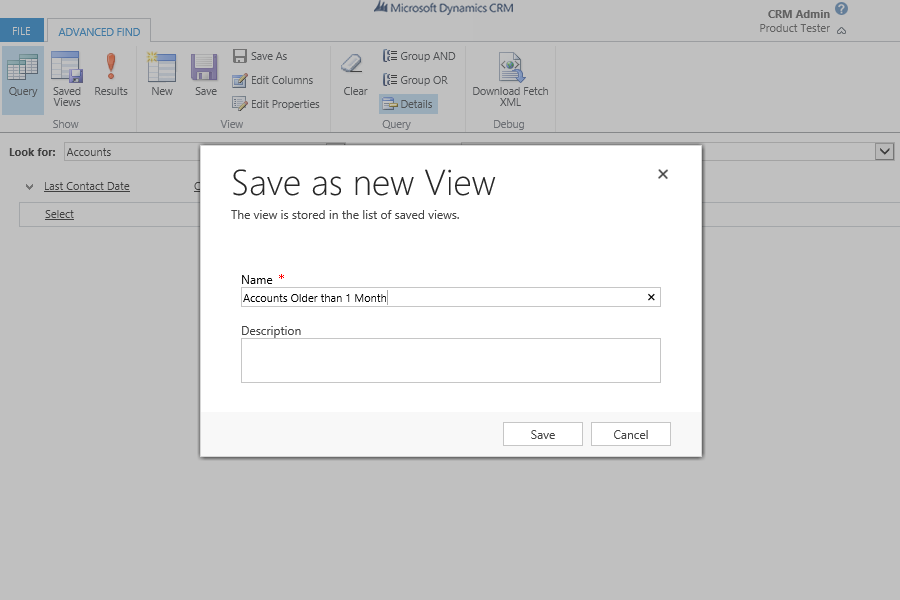 Microsoft Dynamics CRM
CRM Admin
Product Tester
FILE
ADVANCED FIND
Query
Saved Views
Results
Show
New
Save
Save As
Edit Columns
Edit Properties
View
Clear
Group AND
Group OR
Details
Query
Download Fetch XML
Debug
Look for: Accounts
Last Contact Date
Select
Save as new View
The view is stored in the list of saved views.
Name *
Accounts Older than 1 Month
Description
Save
Cancel